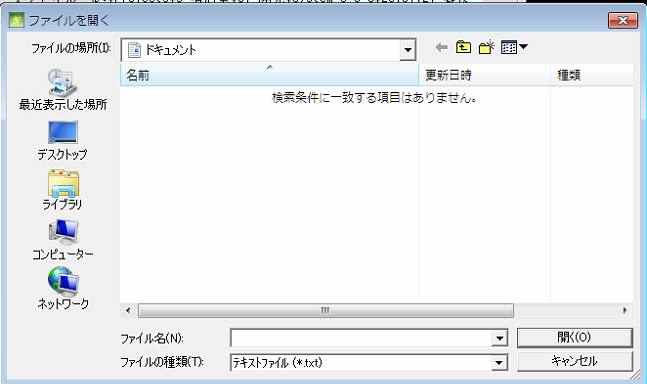 ファイルを開く
ファイルの場所(I):
ドキュメント
名前
更新日時
種類
検索条件に一致する項目はありません。
最近表示した場所
デスクトップ
ライブラリ
コンピューター
ネットワーク
ファイル名(N):
開く(O)
ファイルの種類(T):
テキストファイル (*.txt)
キャンセル